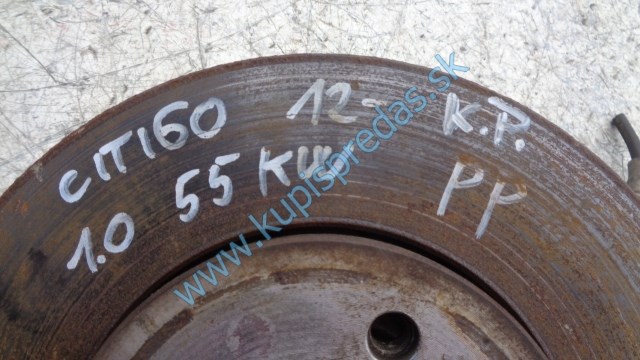 CITIGO 12- K.P.
1.0 55 KW PP
www.kupispredas.sk